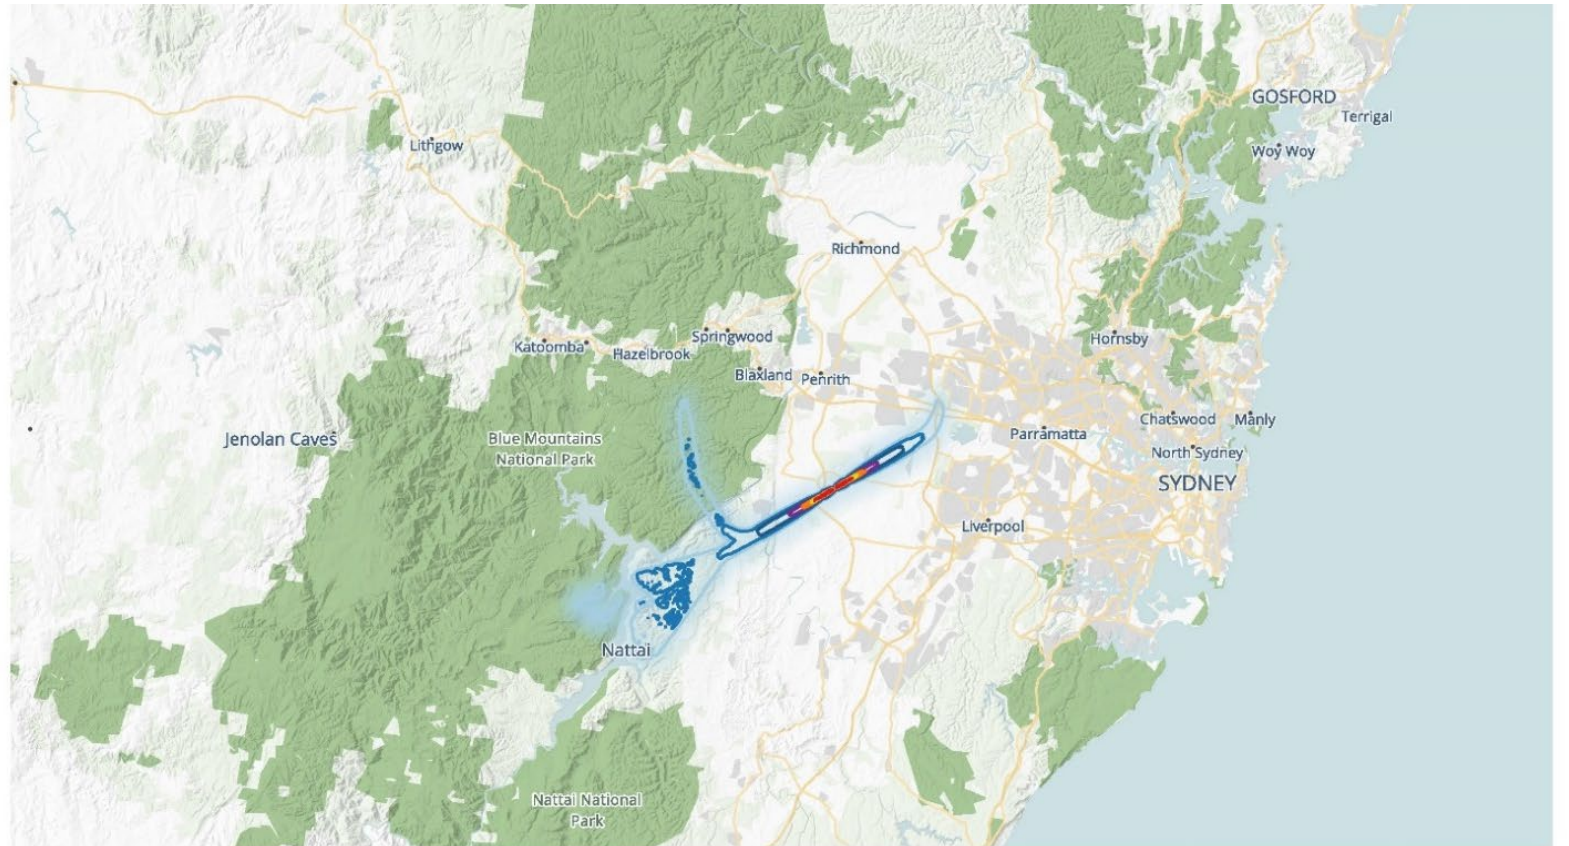 GOSFORD
Terrigal
Lithgow
Woy Woy
Richmond
Springwood
Hornsby
Katoomba
Hazelbrook
Blaxland
Penrith
Chatswood
Manly
Jenolan Caves
Blue Mountains
National Park
Parramatta
North Sydney
SYDNEY
Liverpool
Nattai
Nattai National
Park